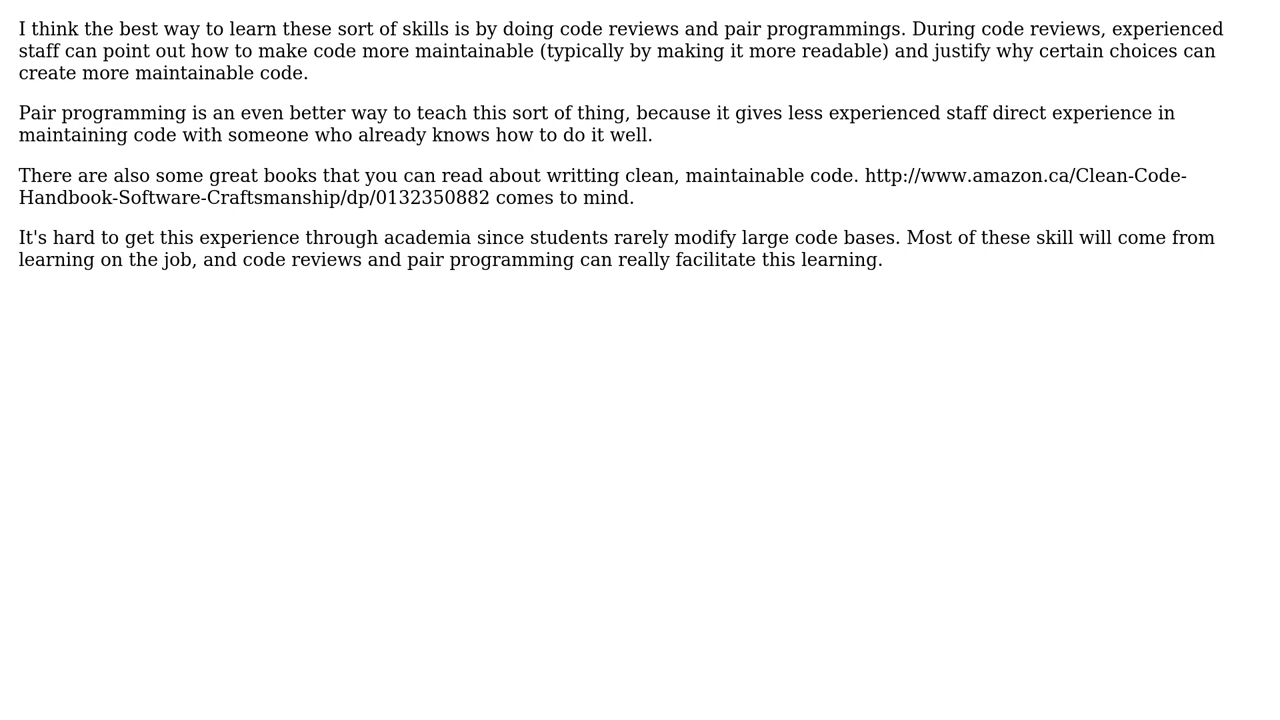 I think the best way to learn these sort of skills is by doing code reviews and pair programmings. During code reviews, experienced
staff can point out how to make code more maintainable (typically by making it more readable) and justify why certain choices can
create more maintainable code.
Pair programming is an even better way to teach this sort of thing, because it gives less experienced staff direct experience in
maintaining code with someone who already knows how to do it well.
There are also some great books that you can read about writting clean, maintainable code. http://www.amazon.ca/Clean-Code-
Handbook-Software-Craftsmanship/dp/0132350882 comes to mind.
It's hard to get this experience through academia since students rarely modify large code bases. Most of these skill will come from
learning on the job, and code reviews and pair programming can really facilitate this learning.